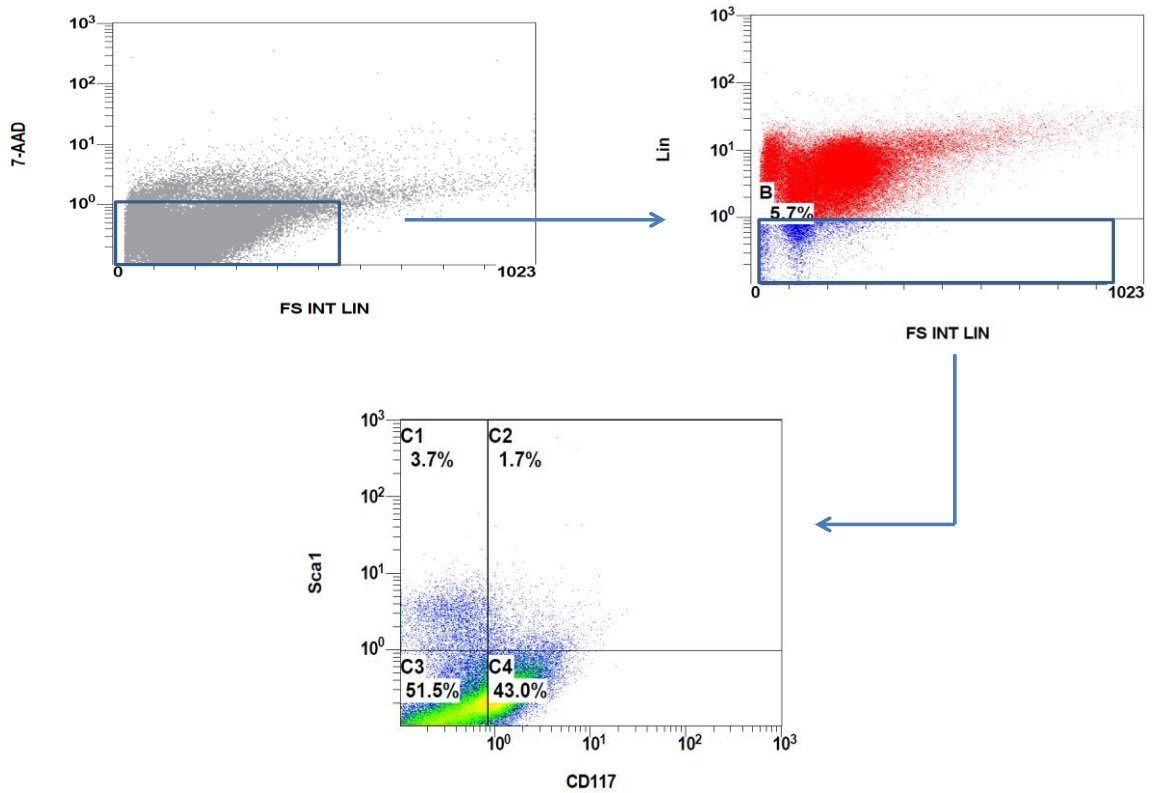 10³
10²
7-AAD
10¹
10⁰
0
1023
FS INT LIN
10³
10²
Lin
10¹
B
5.7%
10⁰
0
1023
FS INT LIN
10³
C1
C2
3.7%
1.7%
10²
Sca1
10¹
10⁰
C3
C4
51.5%
43.0%
10⁰
10¹
10²
10³
CD117